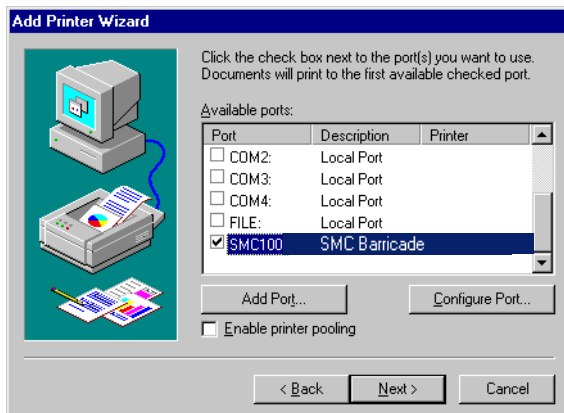 Add Printer Wizard
Click the check box next to the port(s) you want to use.
Documents will print to the first available checked port.
Available ports:
Port Description Printer
COM2: Local Port
COM3: Local Port
COM4: Local Port
FILE: Local Port
SMC100 SMC Barricade
Add Port... Configure Port...
Enable printer pooling
< Back Next > Cancel